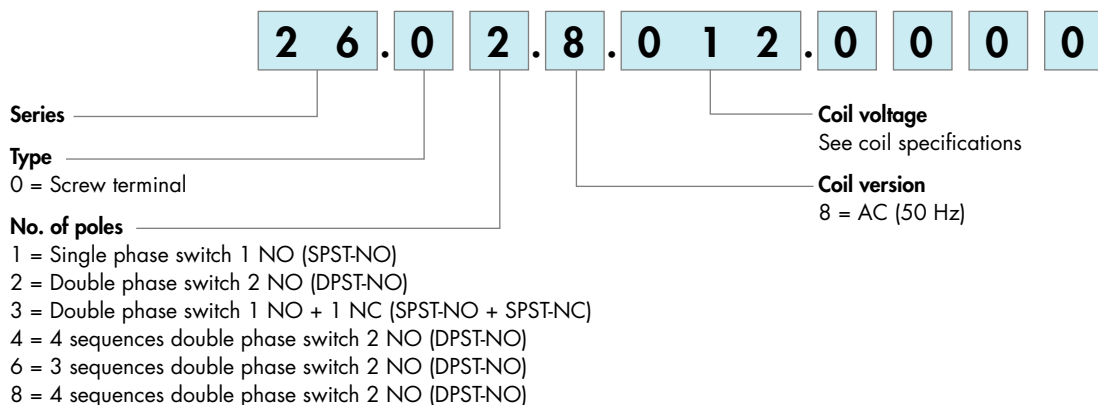 2 6.0 2.8.0 1 2.0 0 0 0
Series
Type
0 = Screw terminal
No. of poles
1 = Single phase switch 1 NO (SPST-NO)
2 = Double phase switch 2 NO (DPST-NO)
3 = Double phase switch 1 NO + 1 NC (SPST-NO + SPST-NC)
4 = 4 sequences double phase switch 2 NO (DPST-NO)
6 = 3 sequences double phase switch 2 NO (DPST-NO)
8 = 4 sequences double phase switch 2 NO (DPST-NO)
Coil voltage
See coil specifications
Coil version
8 = AC (50 Hz)